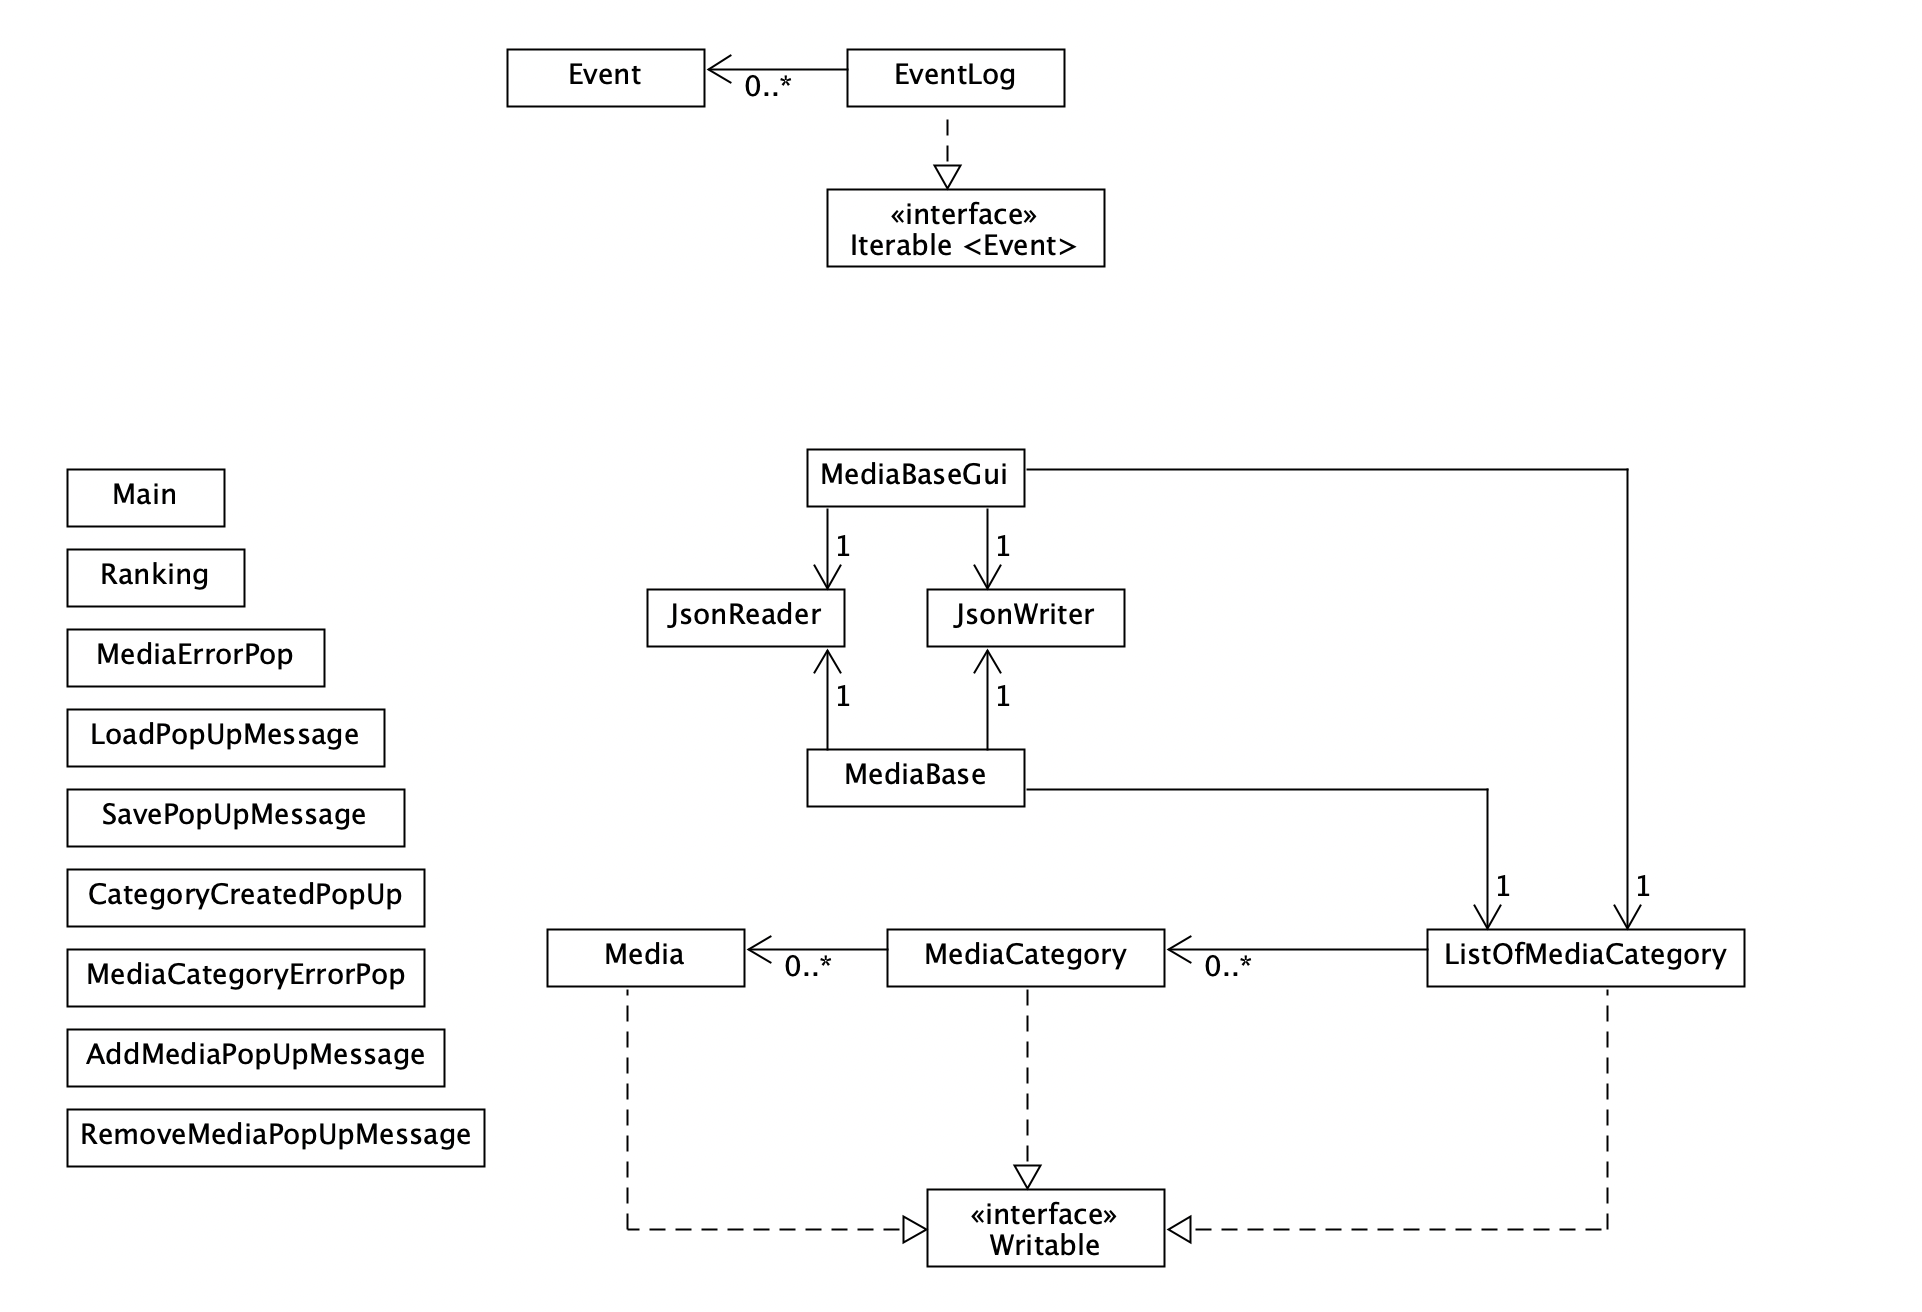 Event
EventLog
0..*
«interface»
Iterable <Event>
MediaBaseGui
Main
1
1
Ranking
JsonReader
JsonWriter
MediaErrorPop
1
1
LoadPopUpMessage
MediaBase
SavePopUpMessage
CategoryCreatedPopUp
1
1
Media
0..*
MediaCategory
0..*
ListOfMediaCategory
MediaCategoryErrorPop
AddMediaPopUpMessage
RemoveMediaPopUpMessage
«interface»
Writable